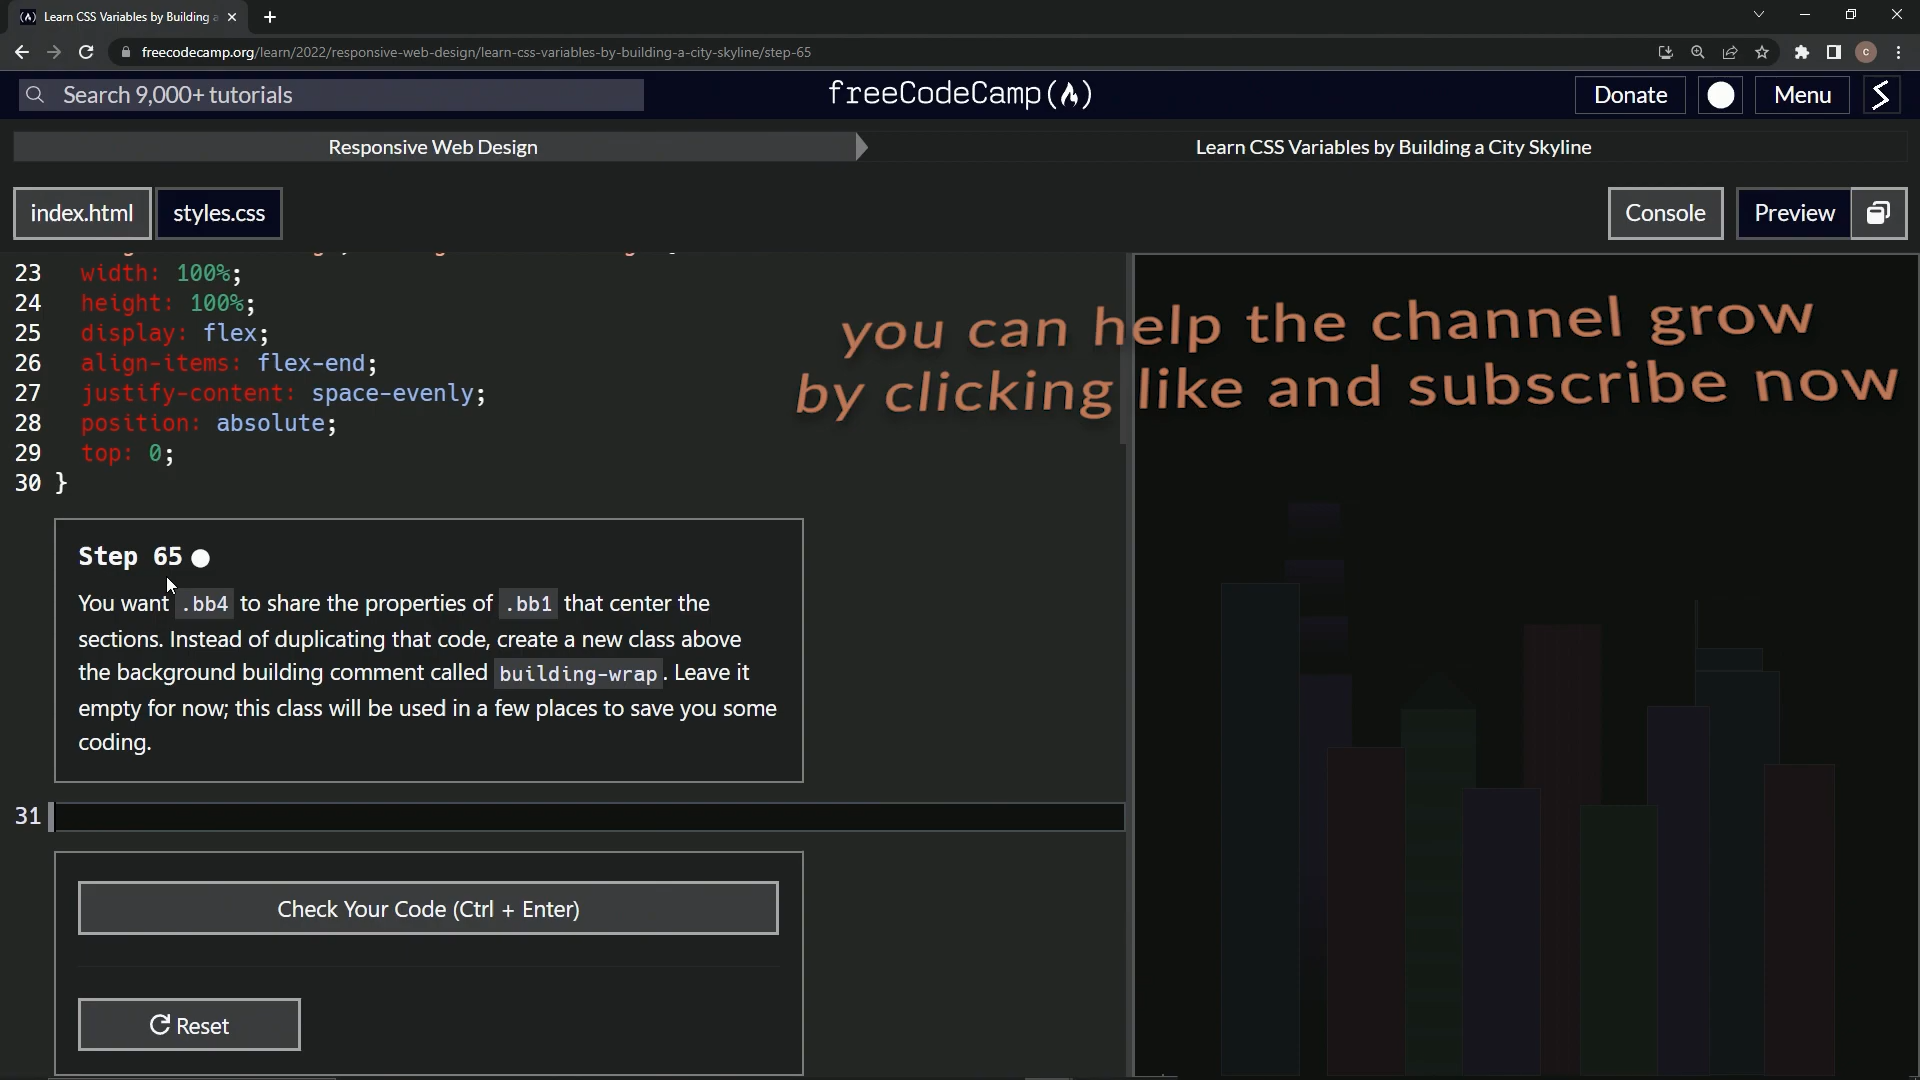 Learn CSS Variables by Building a
freecodecamp.org/learn/2022/responsive-web-design/learn-css-variables-by-building-a-city-skyline/step-65
C
Search 9,000+ tutorials
freeCodeCamp
Donate
Menu
Responsive Web Design
Learn CSS Variables by Building a City Skyline
index.html
styles.css
Console
Preview
23 width: 100%;
24 height: 100%;
25 display: flex;
26 align-items: flex-end;
27 justify-content: space-evenly;
28 position: absolute;
29 top: 0;
30 }
you can help the channel grow
by clicking like and subscribe now
Step 65
You want .bb4 to share the properties of .bb1 that center the
sections. Instead of duplicating that code, create a new class above
the background building comment called building-wrap. Leave it
empty for now; this class will be used in a few places to save you some
coding.
31
Check Your Code (Ctrl + Enter)
Reset